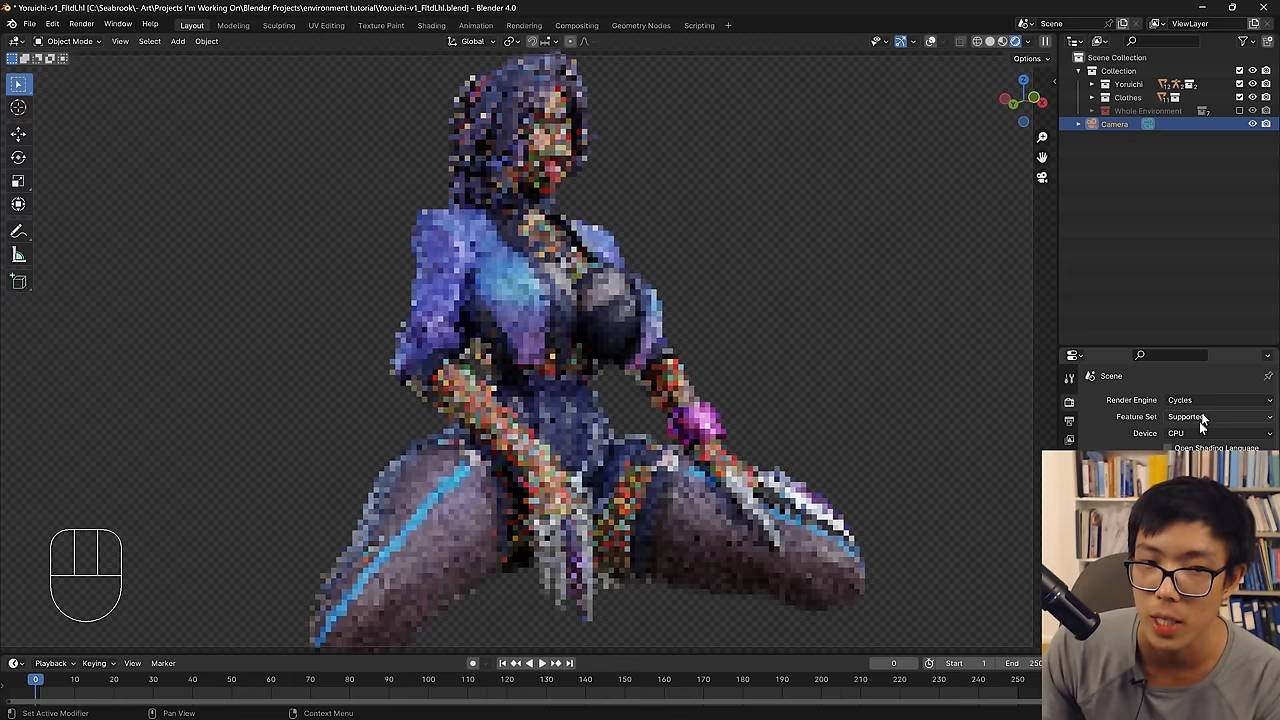 * Yoruichi-v1_FltdLhl [C:\Seabrook\- Art\Projects I'm Working On\Blender Projects\environment tutorial\Yoruichi-v1_FltdLhl.blend] - Blender 4.0
File Edit Render Window Help Layout Modeling Sculpting UV Editing Texture Paint Shading Animation Rendering Compositing Geometry Nodes Scripting + Scene ViewLayer
Object Mode View Select Add Object Global
Options
Scene Collection
Collection
Yoruichi
Clothes
Whole Environment
Camera
Scene
Render Engine Cycles
Feature Set Supported
Device CPU
Open Shading Language
Playback Keying View Marker 0 Start 1 End 250
0 10 20 30 40 50 60 70 80 90 100 110 120 130 140 150 160 170 180 190 200 210 220 230 240 250
Set Active Modifier Pan View Context Menu